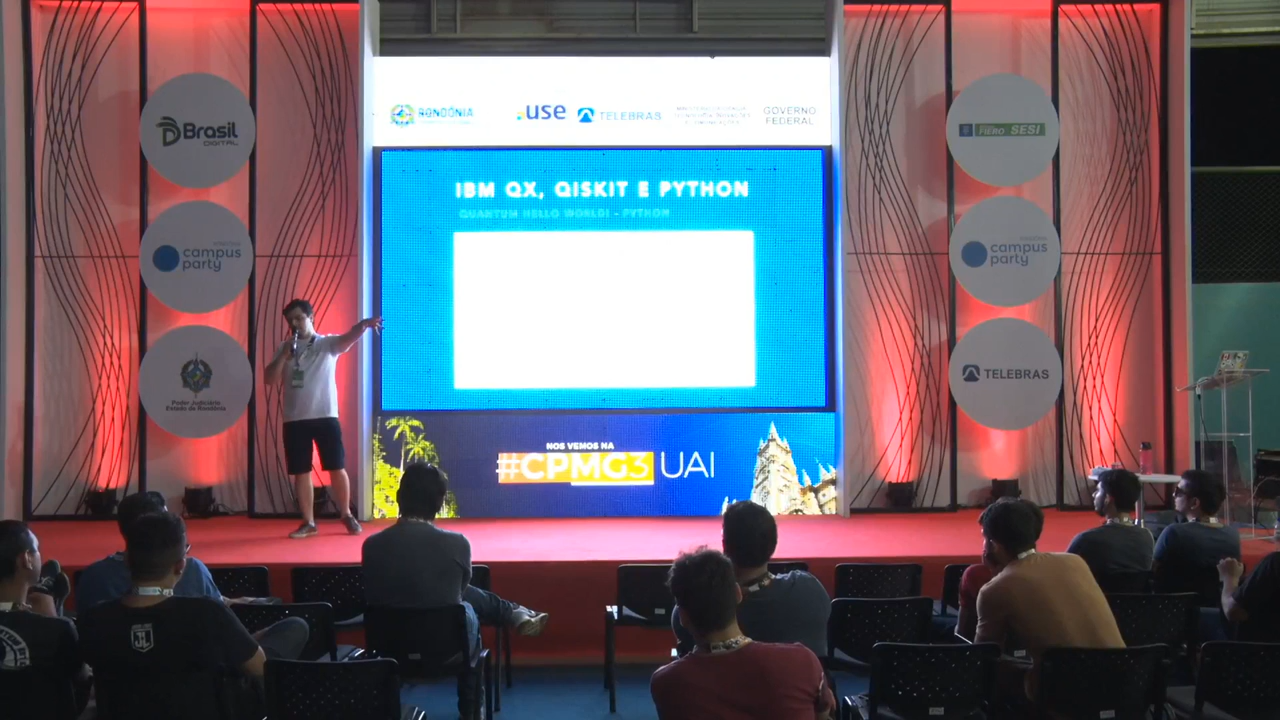 RONDÔNIA
.use
TELEBRAS
GOVERNO
FEDERAL
Brasil
DIGITAL
campus
party
Poder Judiciário
Estado de Rondônia
IBM QX, QISKIT E PYTHON
QUANTUM HELLO WORLD! - PYTHON
NOS VEMOS NA
#CPMG3 UAI
FIERO SESI
campus
party
TELEBRAS